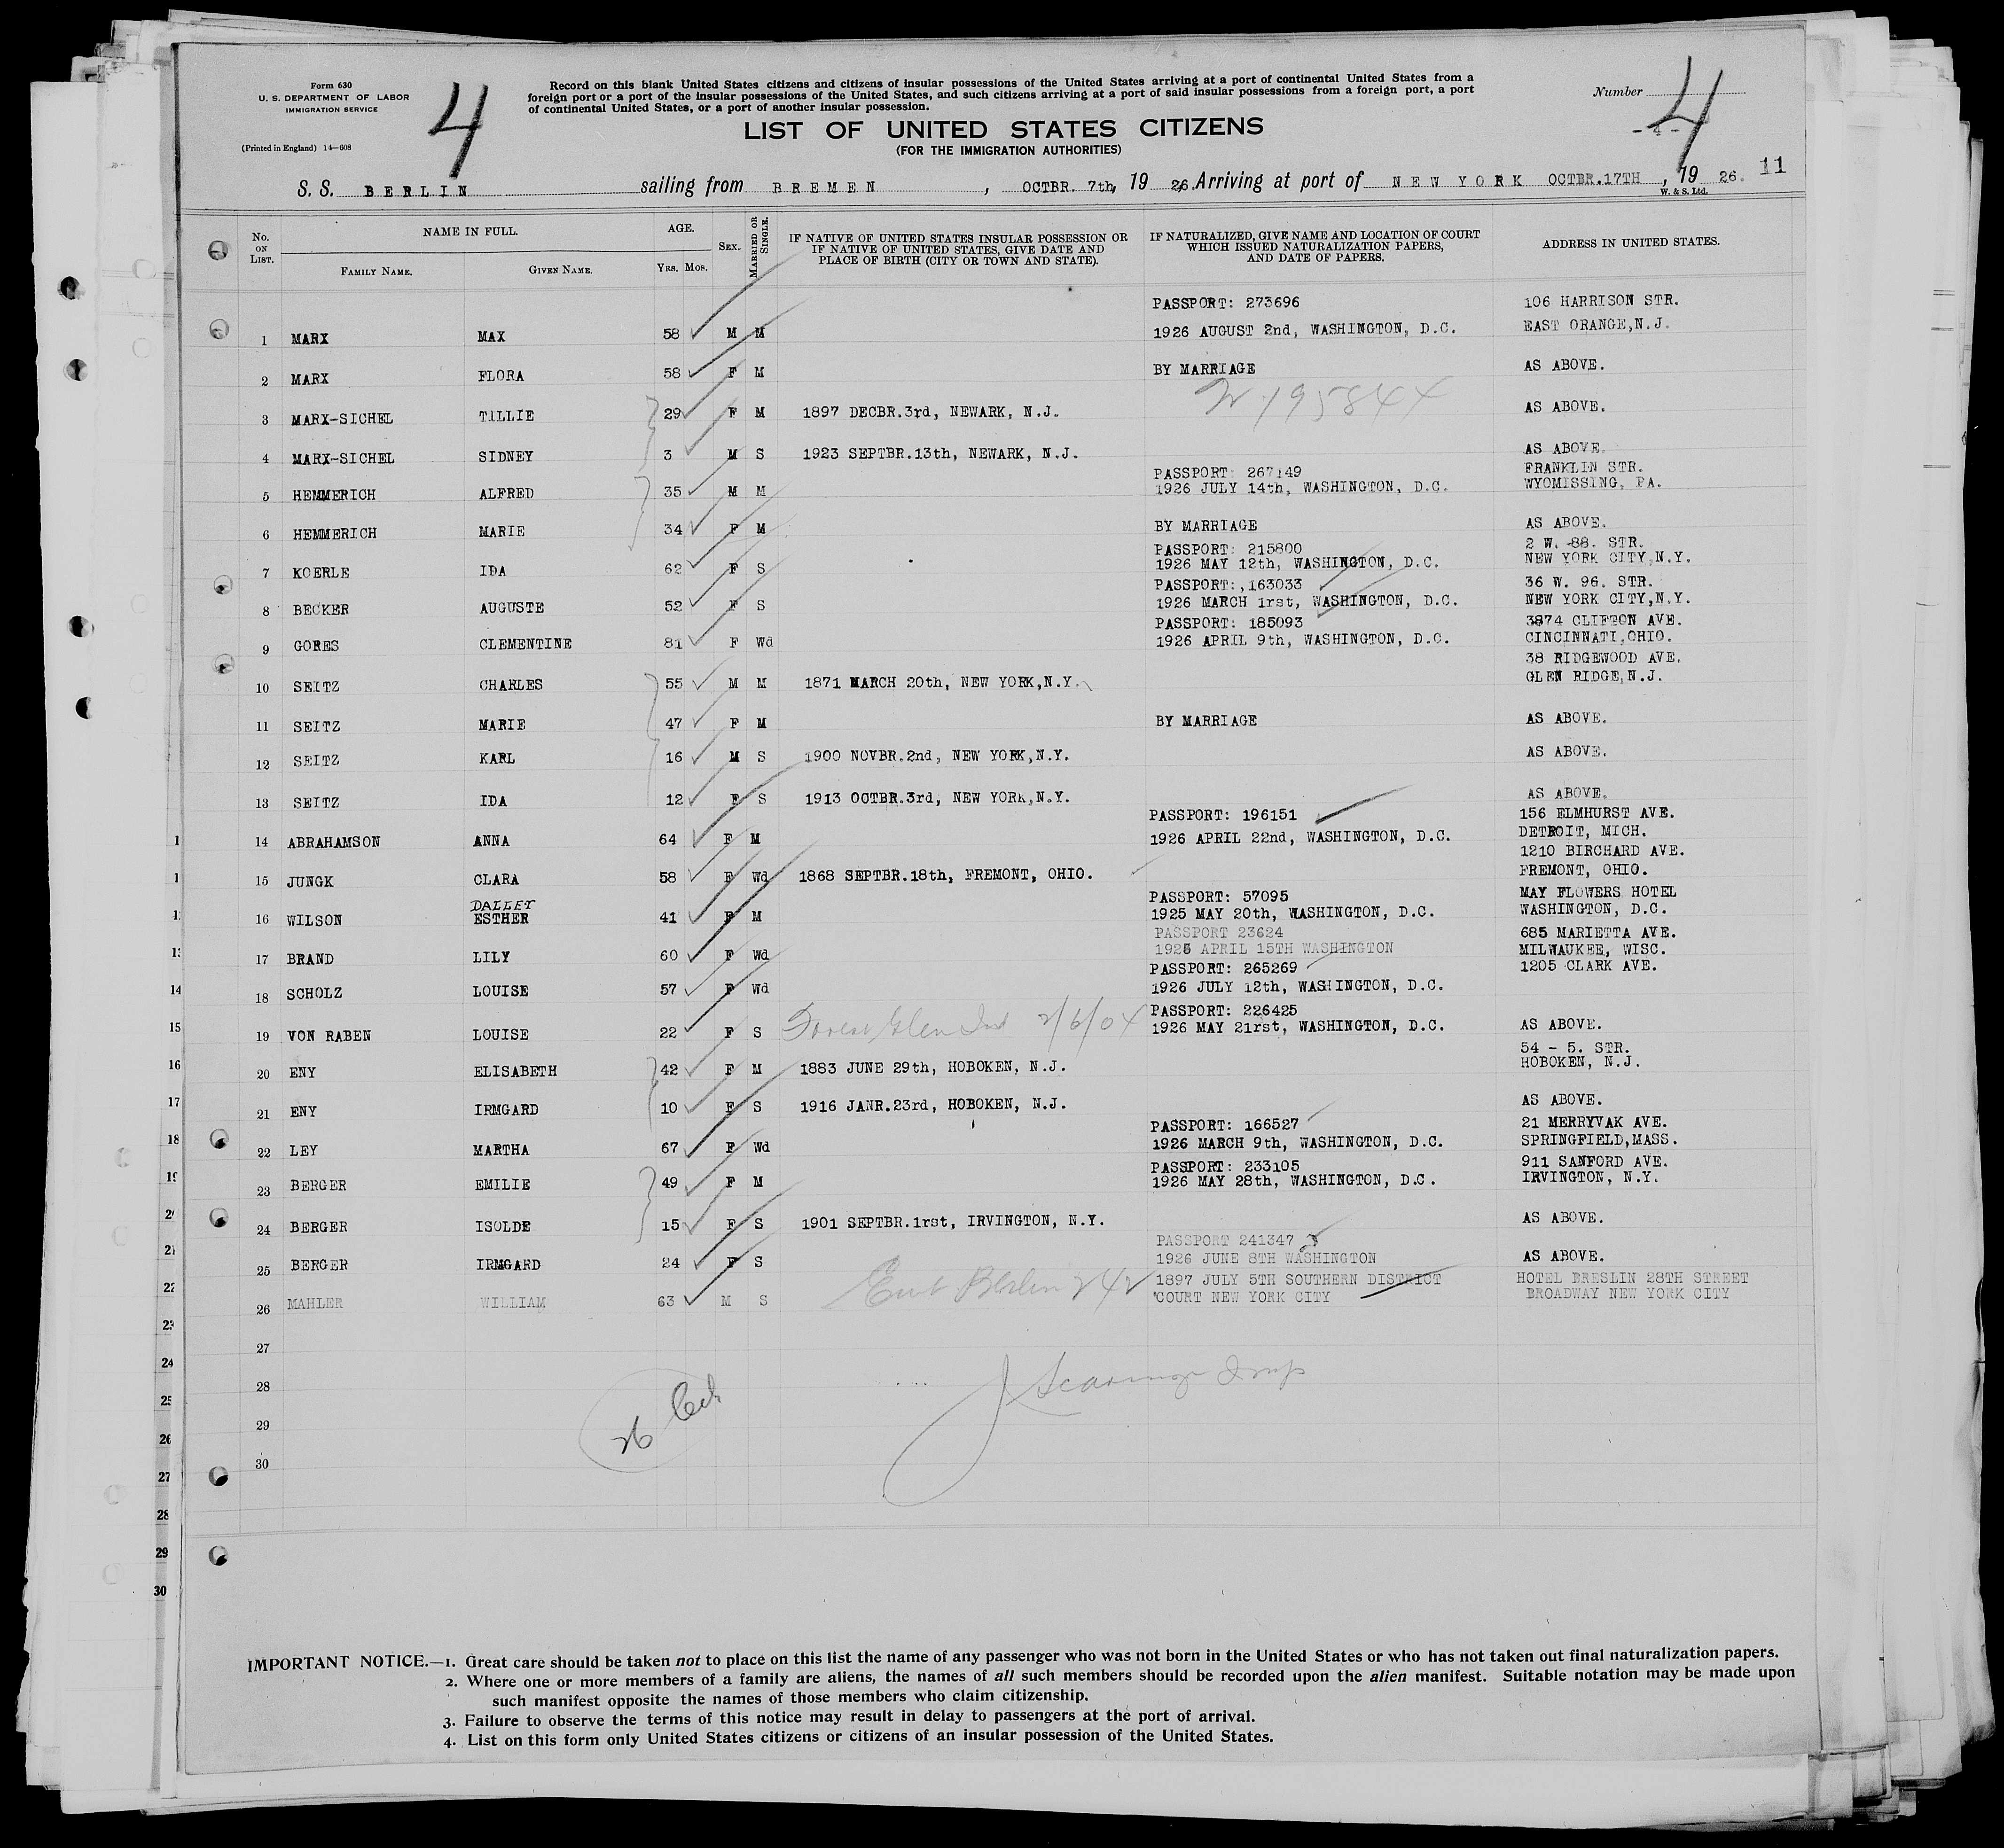 Form 630
U. S. DEPARTMENT OF LABOR
IMMIGRATION SERVICE
(Printed in England) 14—608
4
Record on this blank United States citizens and citizens of insular possessions of the United States arriving at a port of continental United States from a
foreign port or a port of the insular possessions of the United States, and such citizens arriving at a port of said insular possessions from a foreign port, a port
of continental United States, or a port of another insular possession.
Number
4
- 4 -
LIST OF UNITED STATES CITIZENS
(FOR THE IMMIGRATION AUTHORITIES)
S. S. BERLIN sailing from BREMEN, OCTBR. 7th, 19 26. Arriving at port of NEW YORK OCTBR.17TH, 19 26. 11
W. & S. Ltd.
No. ON LIST. NAME IN FULL. FAMILY NAME. GIVEN NAME. AGE. YRS. MOS. SEX. MARRIED OR SINGLE. IF NATIVE OF UNITED STATES INSULAR POSSESSION OR IF NATIVE OF UNITED STATES, GIVE DATE AND PLACE OF BIRTH (CITY OR TOWN AND STATE). IF NATURALIZED, GIVE NAME AND LOCATION OF COURT WHICH ISSUED NATURALIZATION PAPERS, AND DATE OF PAPERS. ADDRESS IN UNITED STATES.
PASSPORT: 273696 106 HARRISON STR.
1 MARX MAX 58 M M 1926 AUGUST 2nd, WASHINGTON, D.C. EAST ORANGE,N.J.
2 MARX FLORA 58 F M BY MARRIAGE AS ABOVE.
195844
3 MARX-SICHEL TILLIE 29 F M 1897 DECBR.3rd, NEWARK, N.J. AS ABOVE.
4 MARX-SICHEL SIDNEY 3 M S 1923 SEPTBR.13th, NEWARK, N.J. AS ABOVE.
PASSPORT: 267149 FRANKLIN STR.
5 HEMMERICH ALFRED 35 M M 1926 JULY 14th, WASHINGTON, D.C. WYOMISSING, PA.
6 HEMMERICH MARIE 34 F M BY MARRIAGE AS ABOVE.
PASSPORT: 215800 2 W. 88. STR.
7 KOERLE IDA 62 F S 1926 MAY 12th, WASHINGTON, D.C. NEW YORK CITY,N.Y.
PASSPORT:,163033 36 W. 96. STR.
8 BECKER AUGUSTE 52 F S 1926 MARCH 1rst, WASHINGTON, D.C. NEW YORK CITY,N.Y.
PASSPORT: 185093 3874 CLIFTON AVE.
9 GORES CLEMENTINE 81 F Wd 1926 APRIL 9th, WASHINGTON, D.C. CINCINNATI,OHIO.
38 RIDGEWOOD AVE.
10 SEITZ CHARLES 55 M M 1871 MARCH 20th, NEW YORK,N.Y. GLEN RIDGE,N.J.
11 SEITZ MARIE 47 F M BY MARRIAGE AS ABOVE.
12 SEITZ KARL 16 M S 1900 NOVBR.2nd, NEW YORK,N.Y. AS ABOVE.
13 SEITZ IDA 12 F S 1913 OCTBR.3rd, NEW YORK,N.Y. AS ABOVE.
PASSPORT: 196151 156 ELMHURST AVE.
14 ABRAHAMSON ANNA 64 F M 1926 APRIL 22nd, WASHINGTON, D.C. DETROIT, MICH.
1210 BIRCHARD AVE.
15 JUNGK CLARA 58 F Wd 1868 SEPTBR.18th, FREMONT, OHIO. FREMONT, OHIO.
DALLET PASSPORT: 57095 MAY FLOWERS HOTEL
16 WILSON ESTHER 41 F M 1925 MAY 20th, WASHINGTON, D.C. WASHINGTON, D.C.
PASSPORT 23624 685 MARIETTA AVE.
17 BRAND LILY 60 F Wd 1925 APRIL 15TH WASHINGTON MILWAUKEE, WISC.
PASSPORT: 265269 1205 CLARK AVE.
18 SCHOLZ LOUISE 57 F Wd 1926 JULY 12th, WASHINGTON, D.C.
PASSPORT: 226425
19 VON RABEN LOUISE 22 F S Forest Glen Ind 2/6/04 1926 MAY 21rst, WASHINGTON, D.C. AS ABOVE.
54 - 5. STR.
20 ENY ELISABETH 42 F M 1883 JUNE 29th, HOBOKEN, N.J. HOBOKEN, N.J.
21 ENY IRMGARD 10 F S 1916 JANR.23rd, HOBOKEN, N.J. AS ABOVE.
PASSPORT: 166527 21 MERRYVAK AVE.
22 LEY MARTHA 67 F Wd 1926 MARCH 9th, WASHINGTON, D.C. SPRINGFIELD,MASS.
PASSPORT: 233105 911 SANFORD AVE.
23 BERGER EMILIE 49 F M 1926 MAY 28th, WASHINGTON, D.C. IRVINGTON, N.Y.
24 BERGER ISOLDE 15 F S 1901 SEPTBR.1rst, IRVINGTON, N.Y. AS ABOVE.
PASSPORT 241347
25 BERGER IRMGARD 24 F S 1926 JUNE 8TH WASHINGTON AS ABOVE.
1897 JULY 5TH SOUTHERN DISTRICT HOTEL BRESLIN 28TH STREET
26 MAHLER WILLIAM 63 M S Berlin 242 COURT NEW YORK CITY BROADWAY NEW YORK CITY
27
28
29
30
26
IMPORTANT NOTICE.—1. Great care should be taken not to place on this list the name of any passenger who was not born in the United States or who has not taken out final naturalization papers.
2. Where one or more members of a family are aliens, the names of all such members should be recorded upon the alien manifest. Suitable notation may be made upon
such manifest opposite the names of those members who claim citizenship.
3. Failure to observe the terms of this notice may result in delay to passengers at the port of arrival.
4. List on this form only United States citizens or citizens of an insular possession of the United States.
14
15
16
17
18
19
22
24
25
26
27
28
29
30